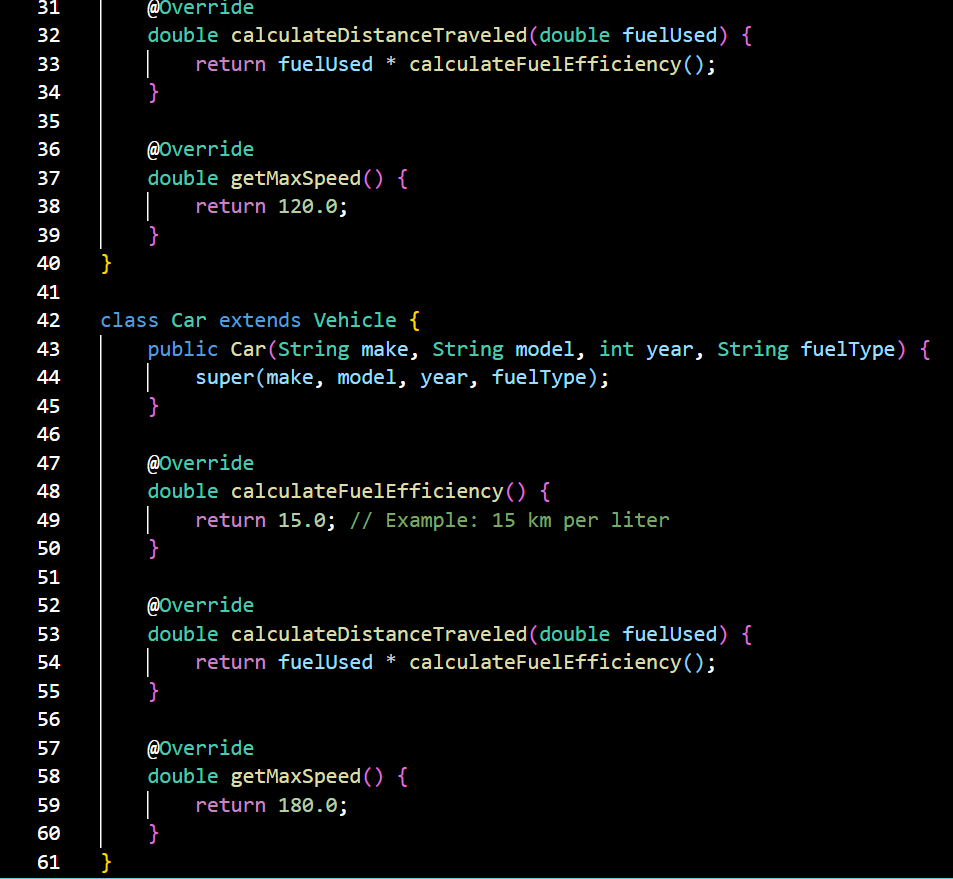 31 @Override
32 double calculateDistanceTraveled(double fuelUsed) {
33 return fuelUsed * calculateFuelEfficiency();
34 }
35
36 @Override
37 double getMaxSpeed() {
38 return 120.0;
39 }
40 }
41
42 class Car extends Vehicle {
43 public Car(String make, String model, int year, String fuelType) {
44 super(make, model, year, fuelType);
45 }
46
47 @Override
48 double calculateFuelEfficiency() {
49 return 15.0; // Example: 15 km per liter
50 }
51
52 @Override
53 double calculateDistanceTraveled(double fuelUsed) {
54 return fuelUsed * calculateFuelEfficiency();
55 }
56
57 @Override
58 double getMaxSpeed() {
59 return 180.0;
60 }
61 }